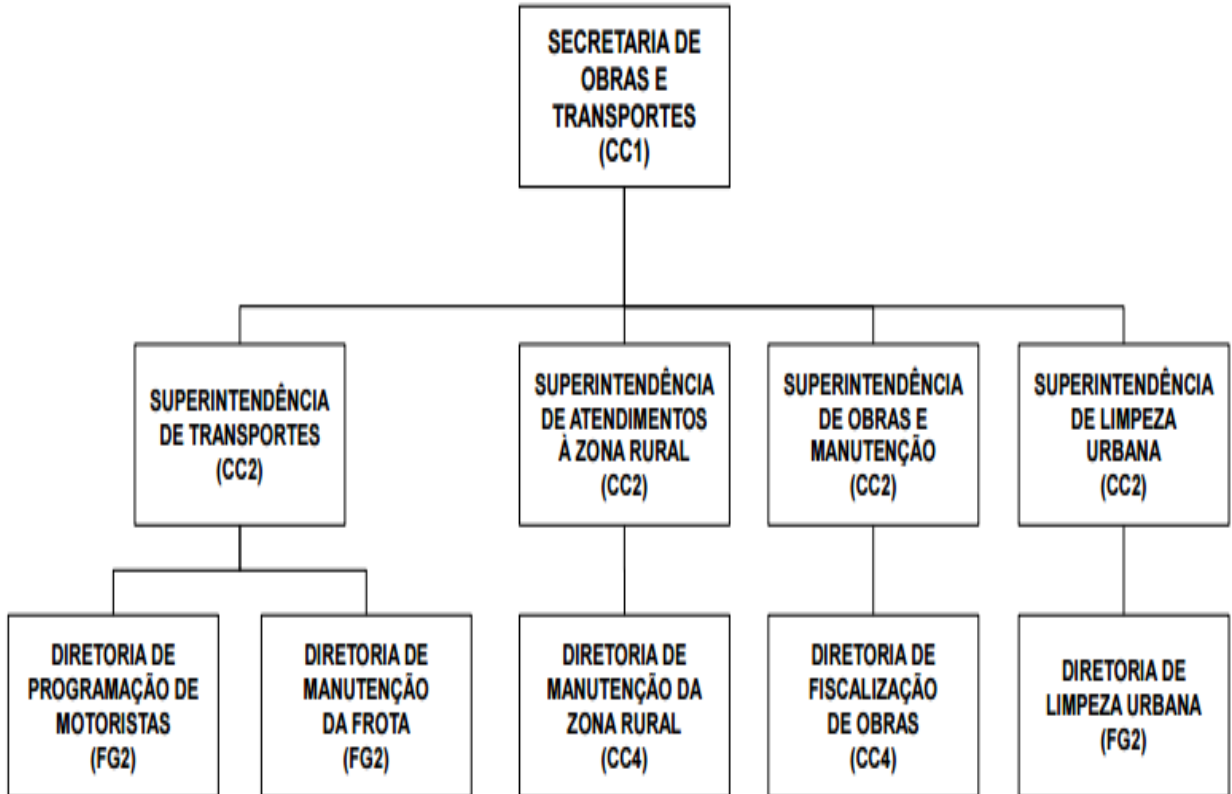 SECRETARIA DE
OBRAS E
TRANSPORTES
(CC1)
SUPERINTENDÊNCIA
DE TRANSPORTES
(CC2)
SUPERINTENDÊNCIA
DE ATENDIMENTOS
À ZONA RURAL
(CC2)
SUPERINTENDÊNCIA
DE OBRAS E
MANUTENÇÃO
(CC2)
SUPERINTENDÊNCIA
DE LIMPEZA
URBANA
(CC2)
DIRETORIA DE
PROGRAMAÇÃO DE
MOTORISTAS
(FG2)
DIRETORIA DE
MANUTENÇÃO
DA FROTA
(FG2)
DIRETORIA DE
MANUTENÇÃO DA
ZONA RURAL
(CC4)
DIRETORIA DE
FISCALIZAÇÃO
DE OBRAS
(CC4)
DIRETORIA DE
LIMPEZA URBANA
(FG2)